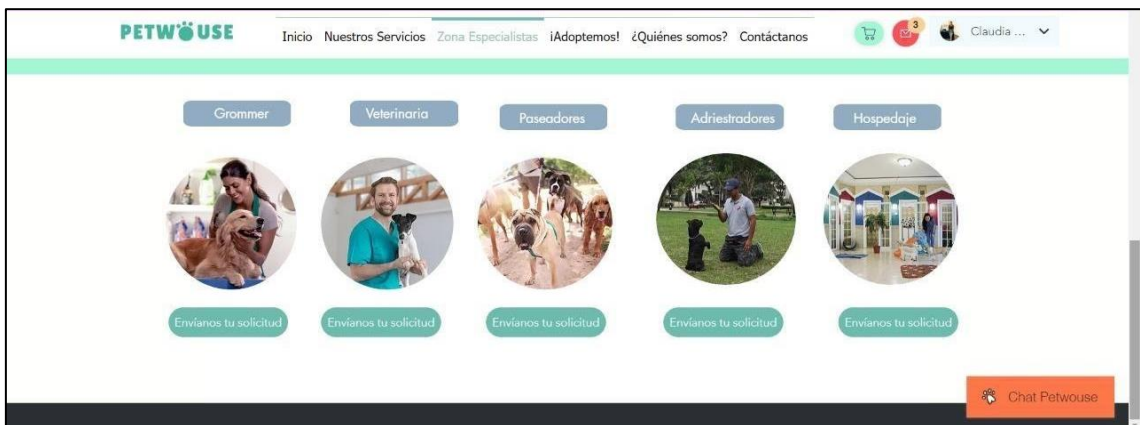 PETWÖUSE
Inicio Nuestros Servicios Zona Especialistas ¡Adoptemos! ¿Quiénes somos? Contáctanos
3
Claudia ...
Grommer Veterinaria Paseadores Adriestradores Hospedaje
Envíanos tu solicitud Envíanos tu solicitud Envíanos tu solicitud Envíanos tu solicitud Envíanos tu solicitud
Chat Petwouse